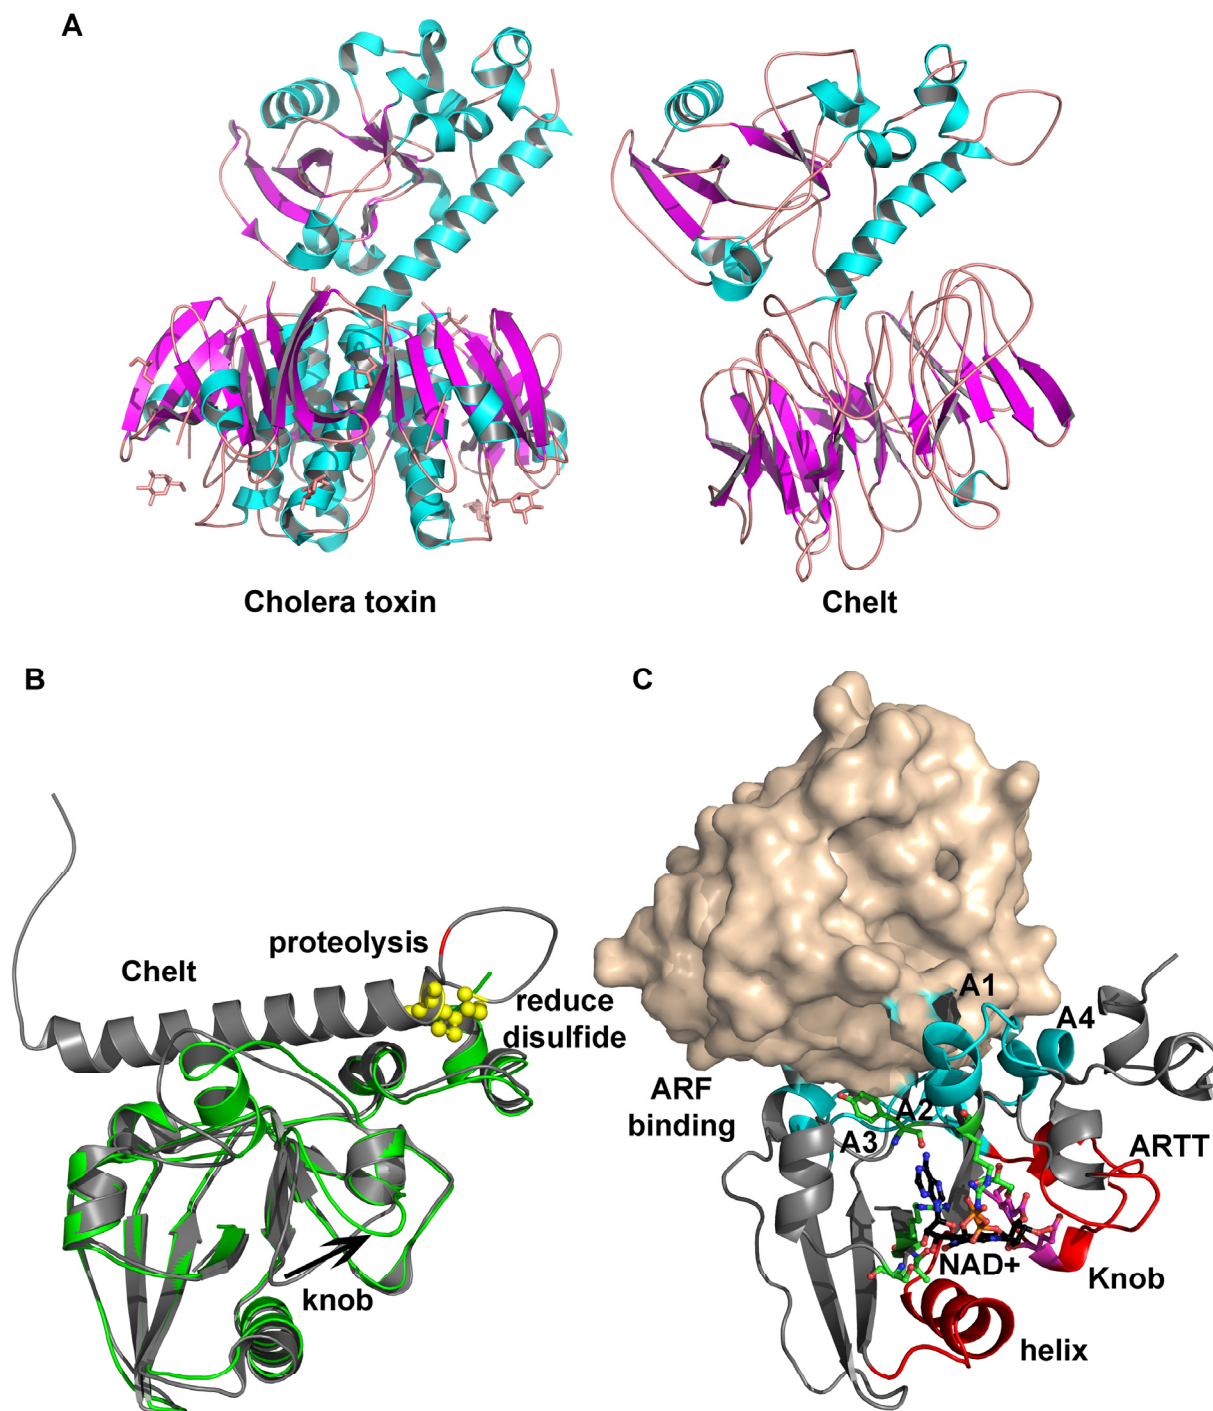 A
Cholera toxin
Chelt
B
C
proteolysis
Chelt
reduce
disulfide
knob
A1
A4
ARF
binding
A2
A3
ARTT
NAD+
Knob
helix